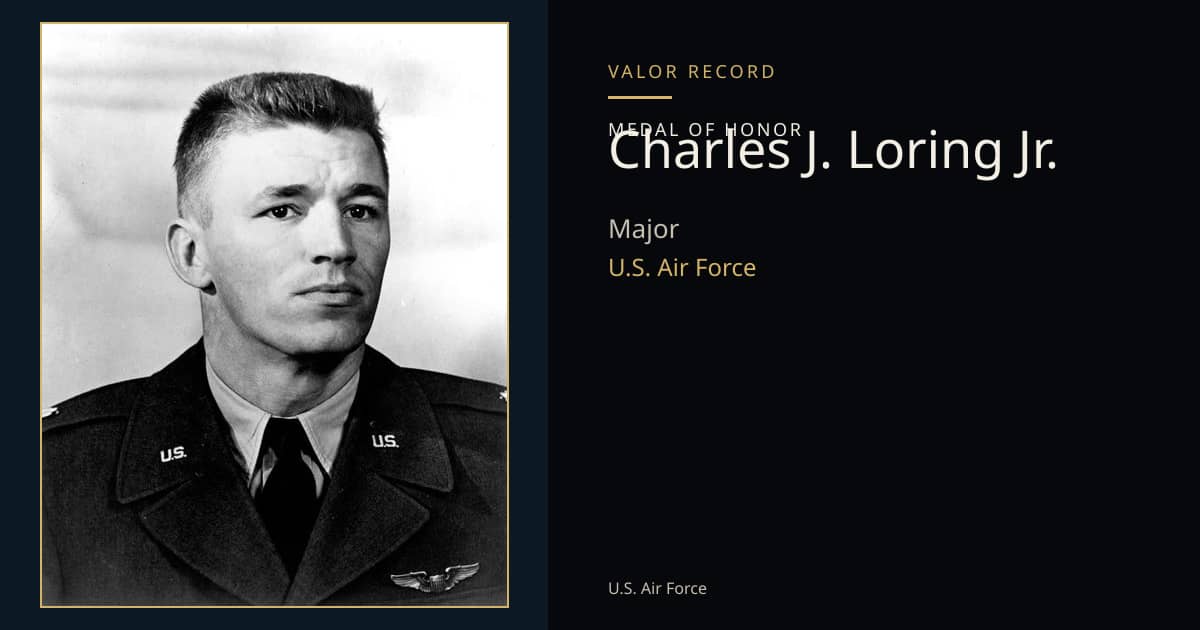 VALOR RECORD
MEDAL OF HONOR
Charles J. Loring Jr.
Major
U.S. Air Force
U.S.
U.S.
U.S. Air Force